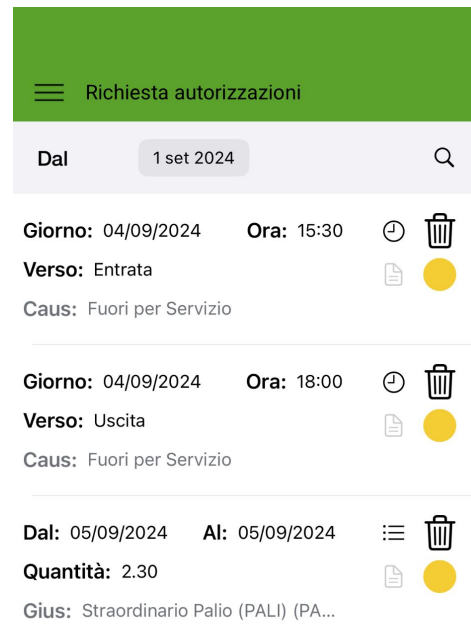 Richiesta autorizzazioni
Dal 1 set 2024
Giorno: 04/09/2024 Ora: 15:30
Verso: Entrata
Caus: Fuori per Servizio
Giorno: 04/09/2024 Ora: 18:00
Verso: Uscita
Caus: Fuori per Servizio
Dal: 05/09/2024 Al: 05/09/2024
Quantità: 2.30
Gius: Straordinario Palio (PALI) (PA...